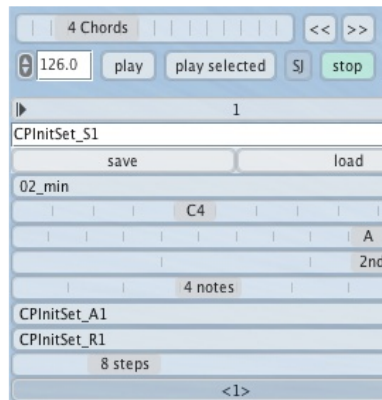 4 Chords << >>
126.0 play play selected SJ stop
1
CPInitSet_S1
save load
02_min
C4
A
2nd
4 notes
CPInitSet_A1
CPInitSet_R1
8 steps
<1>